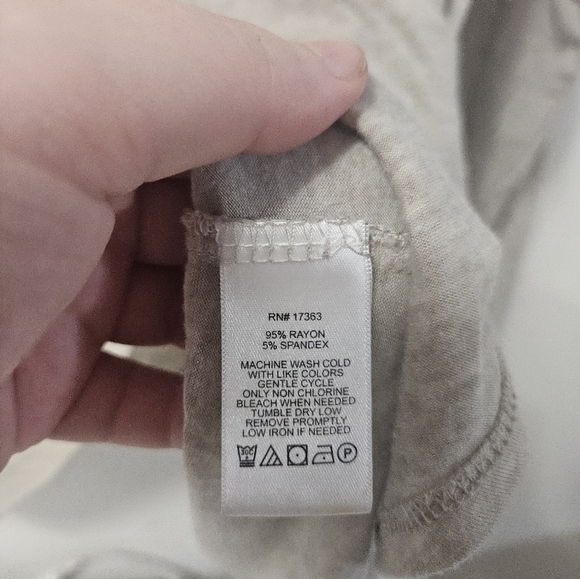 RN# 17363
95% RAYON
5% SPANDEX
MACHINE WASH COLD
WITH LIKE COLORS
GENTLE CYCLE
ONLY NON CHLORINE
BLEACH WHEN NEEDED
TUMBLE DRY LOW
REMOVE PROMPTLY
LOW IRON IF NEEDED
30 P